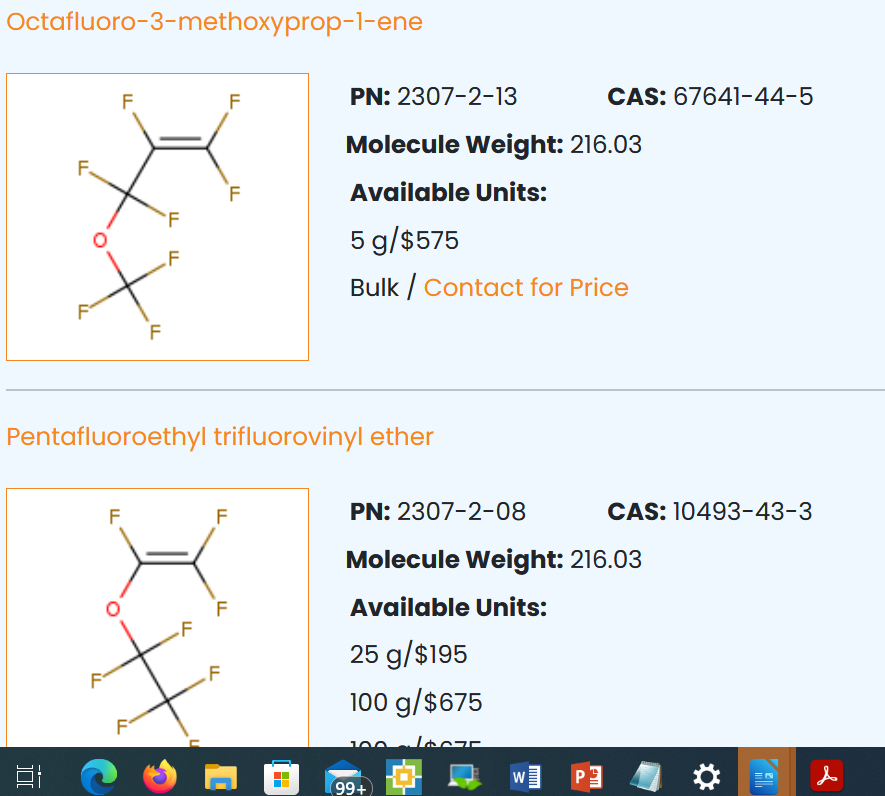 Octafluoro-3-methoxyprop-1-ene
F F
F
F
F
O
F
F
F
PN: 2307-2-13 CAS: 67641-44-5
Molecule Weight: 216.03
Available Units:
5 g/$575
Bulk / Contact for Price
Pentafluoroethyl trifluorovinyl ether
F F
O F
F
F
F
F
F
PN: 2307-2-08 CAS: 10493-43-3
Molecule Weight: 216.03
Available Units:
25 g/$195
100 g/$675
99+
W P